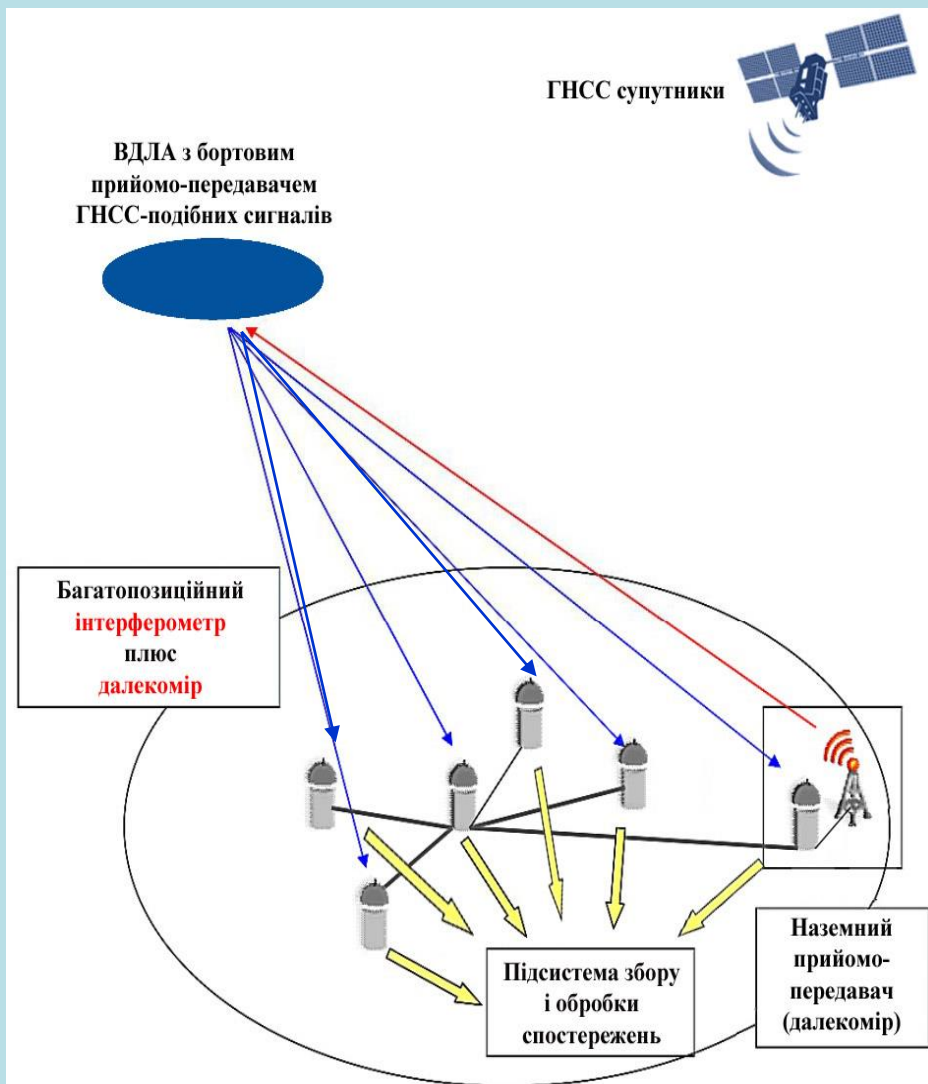 ГНСС супутники
ВДЛА з бортовим
прийомо-передавачем
ГНСС-подібних сигналів
Багатопозиційний
інтерферометр
плюс
далекомір
Підсистема збору
і обробки
спостережень
Наземний
прийомо-
передавач
(далекомір)